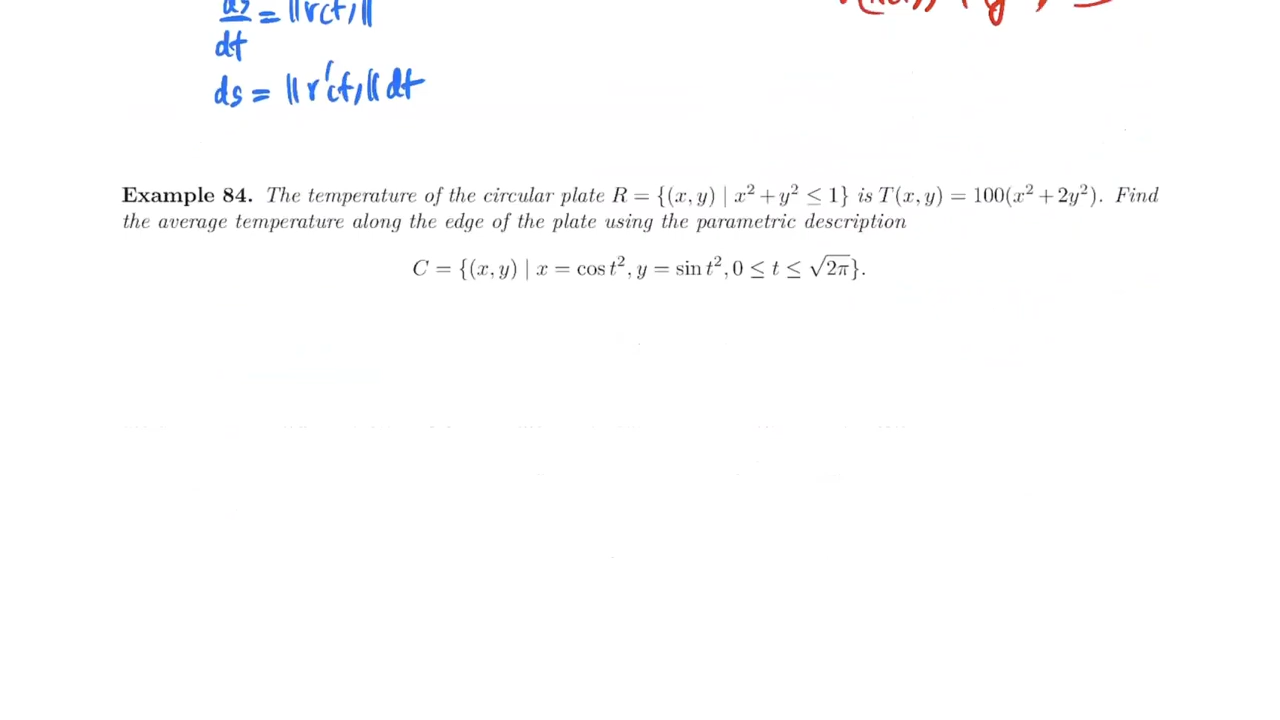 ds = ||r'(t)||
dt
ds = ||r'(t)|| dt
Example 84. The temperature of the circular plate R = {(x, y) | x² + y² ≤ 1} is T(x, y) = 100(x² + 2y²). Find
the average temperature along the edge of the plate using the parametric description
C = {(x, y) | x = cos t², y = sin t², 0 ≤ t ≤ √2π}.